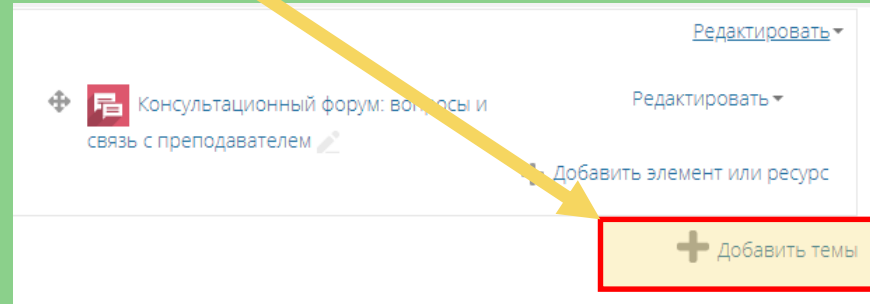 Редактировать
Консультационный форум: вопросы и
Редактировать
связь с преподавателем
Добавить элемент или ресурс
Добавить темы